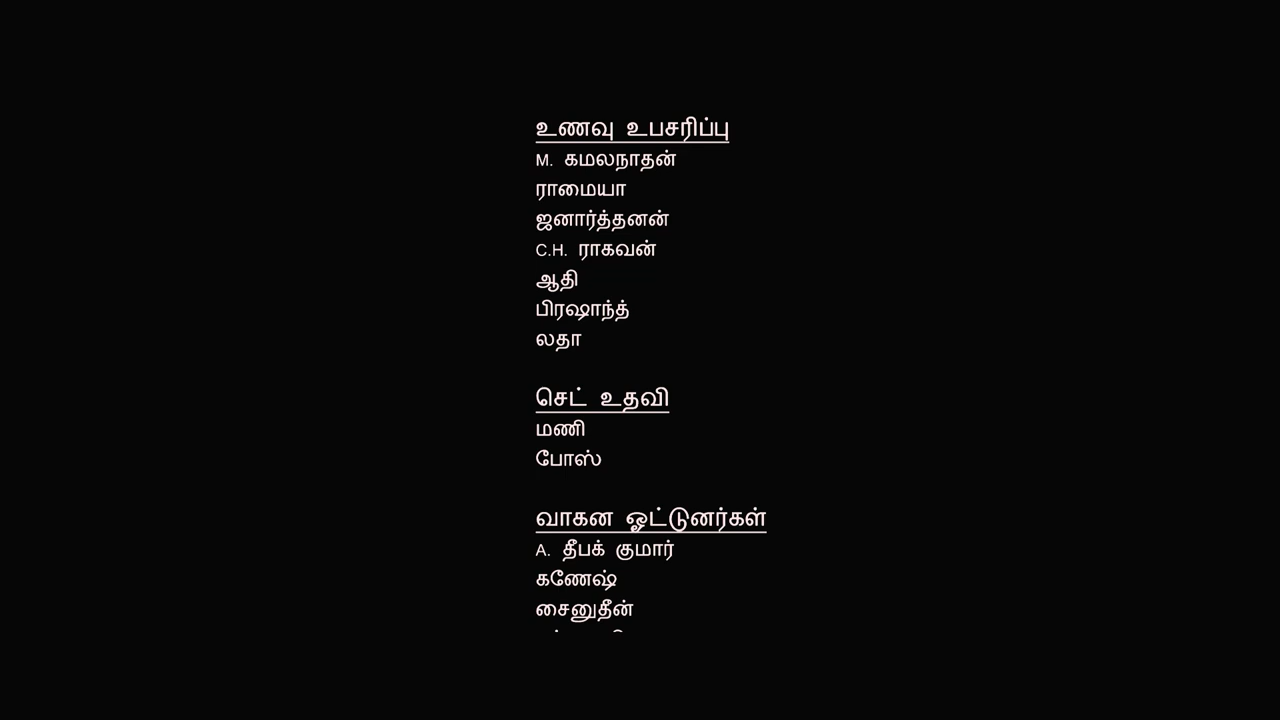 உணவு உபசரிப்பு
M. கமலநாதன்
ராமையா
ஜனார்த்தனன்
C.H. ராகவன்
ஆதி
பிரஷாந்த்
லதா
செட் உதவி
மணி
போஸ்
வாகன ஓட்டுனர்கள்
A. தீபக் குமார்
கணேஷ்
சைனுதீன்